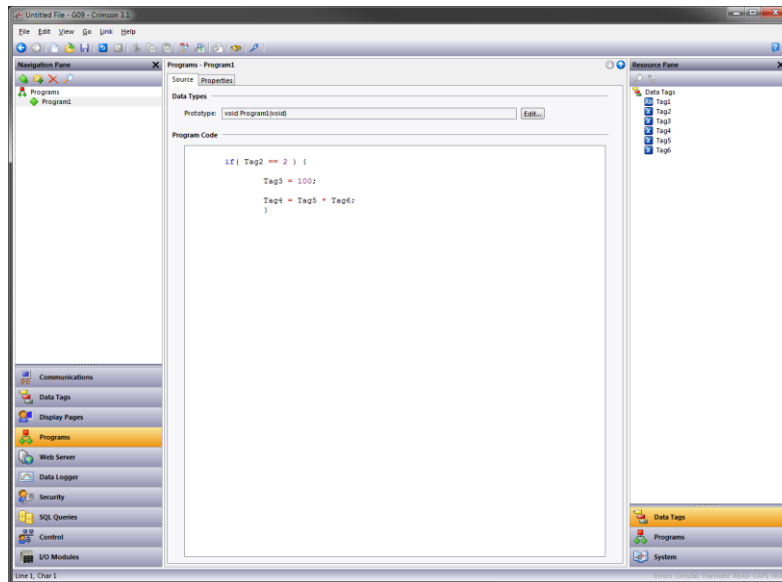 Untitled File - G09 - Crimson 3.1
File Edit View Go Link Help
Navigation Pane
Programs - Program1
Resource Pane
Source Properties
Programs
Program1
Data Types
Prototype: void Program1(void) Edit...
Program Code
if( Tag2 == 2 ) {
Tag3 = 100;
Tag4 = Tag5 * Tag6;
}
Data Tags
Tag1
Tag2
Tag3
Tag4
Tag5
Tag6
Communications
Data Tags
Display Pages
Programs
Web Server
Data Logger
Security
SQL Queries
Control
I/O Modules
Data Tags
Programs
System
Line 1, Char 1